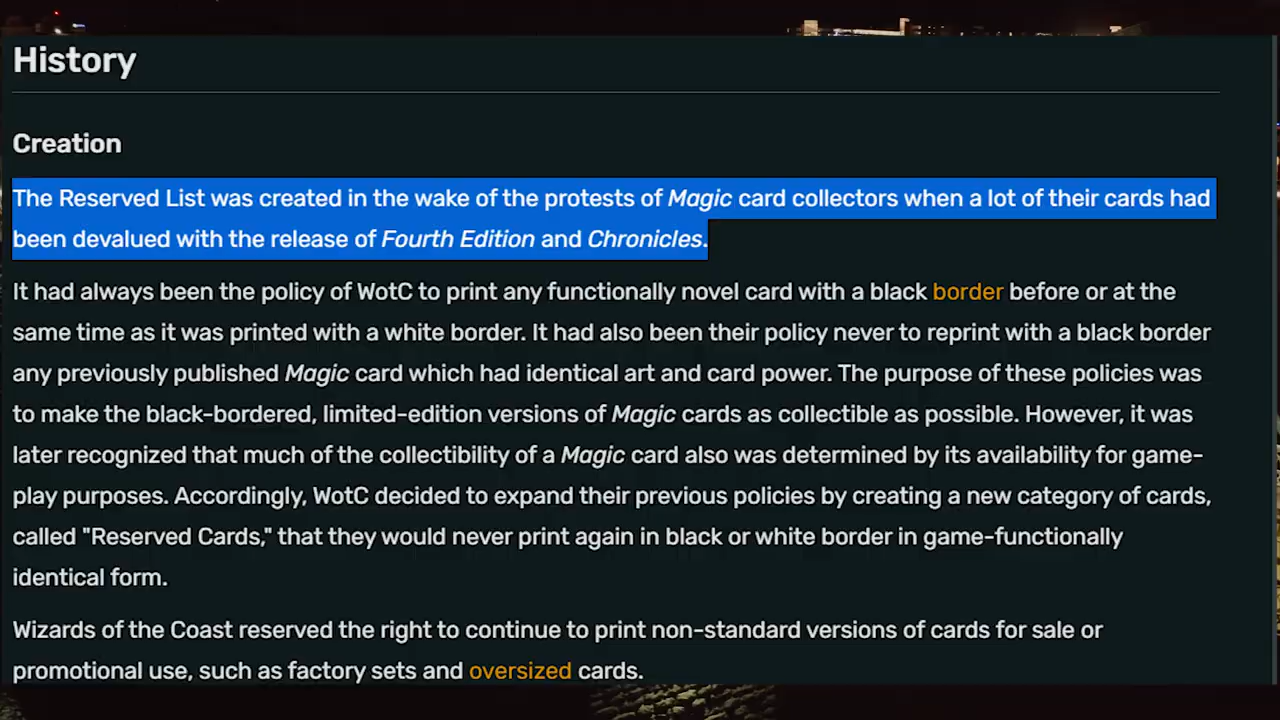 History
Creation
The Reserved List was created in the wake of the protests of Magic card collectors when a lot of their cards had
been devalued with the release of Fourth Edition and Chronicles.
It had always been the policy of WotC to print any functionally novel card with a black border before or at the
same time as it was printed with a white border. It had also been their policy never to reprint with a black border
any previously published Magic card which had identical art and card power. The purpose of these policies was
to make the black-bordered, limited-edition versions of Magic cards as collectible as possible. However, it was
later recognized that much of the collectibility of a Magic card also was determined by its availability for game-
play purposes. Accordingly, WotC decided to expand their previous policies by creating a new category of cards,
called "Reserved Cards," that they would never print again in black or white border in game-functionally
identical form.
Wizards of the Coast reserved the right to continue to print non-standard versions of cards for sale or
promotional use, such as factory sets and oversized cards.